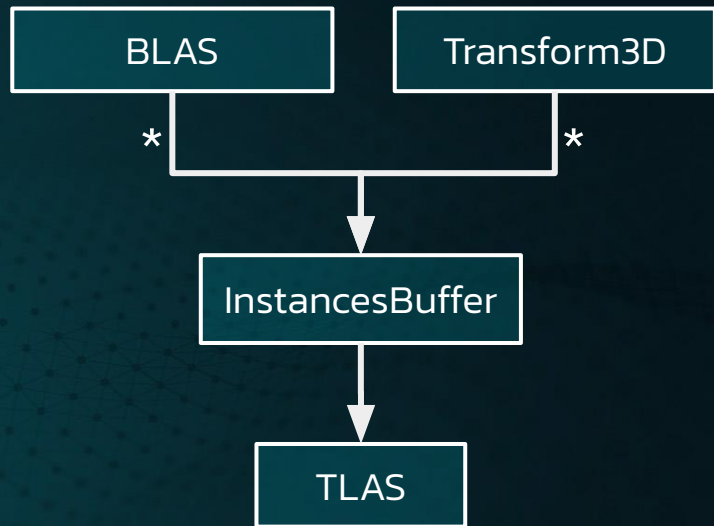 BLAS
Transform3D
*
*
InstancesBuffer
TLAS